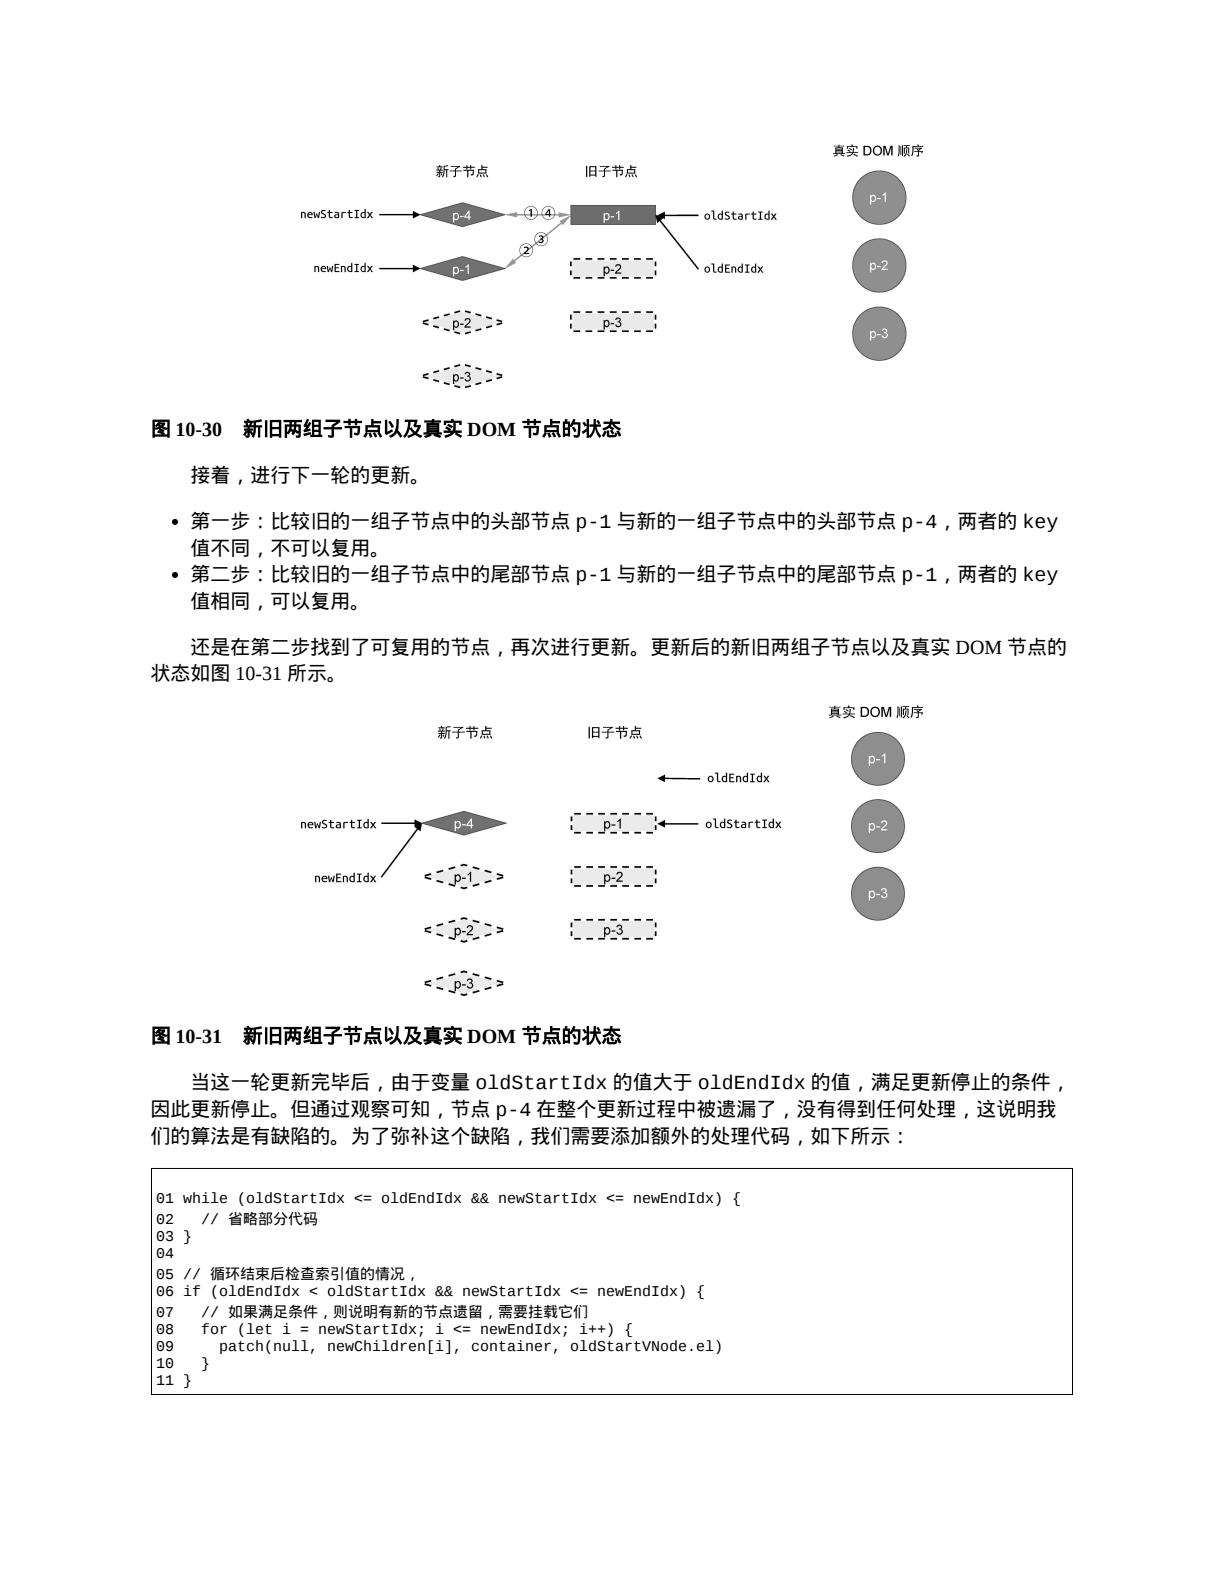 真实 DOM 顺序
新子节点 旧子节点
p-1
newStartIdx p-4 ① ④ p-1 oldStartIdx
② ③
newEndIdx p-1 p-2 oldEndIdx p-2
p-2 p-3 p-3
p-3
图 10-30 新旧两组子节点以及真实 DOM 节点的状态
接着，进行下一轮的更新。
• 第一步：比较旧的一组子节点中的头部节点 p-1 与新的一组子节点中的头部节点 p-4，两者的 key
值不同，不可以复用。
• 第二步：比较旧的一组子节点中的尾部节点 p-1 与新的一组子节点中的尾部节点 p-1，两者的 key
值相同，可以复用。
还是在第二步找到了可复用的节点，再次进行更新。更新后的新旧两组子节点以及真实 DOM 节点的
状态如图 10-31 所示。
真实 DOM 顺序
新子节点 旧子节点
p-1
oldEndIdx
newStartIdx p-4 p-1 oldStartIdx p-2
newEndIdx p-1 p-2
p-3
p-2 p-3
p-3
图 10-31 新旧两组子节点以及真实 DOM 节点的状态
当这一轮更新完毕后，由于变量 oldStartIdx 的值大于 oldEndIdx 的值，满足更新停止的条件，
因此更新停止。但通过观察可知，节点 p-4 在整个更新过程中被遗漏了，没有得到任何处理，这说明我
们的算法是有缺陷的。为了弥补这个缺陷，我们需要添加额外的处理代码，如下所示：
01 while (oldStartIdx <= oldEndIdx && newStartIdx <= newEndIdx) {
02   // 省略部分代码
03 }
04
05 // 循环结束后检查索引值的情况，
06 if (oldEndIdx < oldStartIdx && newStartIdx <= newEndIdx) {
07   // 如果满足条件，则说明有新的节点遗留，需要挂载它们
08   for (let i = newStartIdx; i <= newEndIdx; i++) {
09     patch(null, newChildren[i], container, oldStartVNode.el)
10   }
11 }